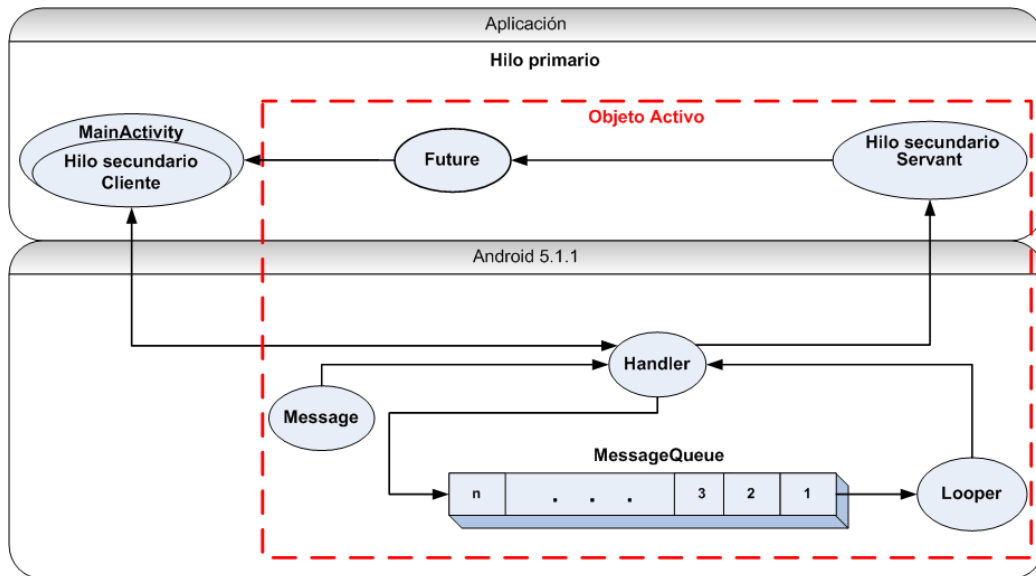 Aplicación
Hilo primario
Objeto Activo
MainActivity
Hilo secundario
Cliente
Future
Hilo secundario
Servant
Android 5.1.1
Handler
Message
MessageQueue
n . . . 3 2 1
Looper